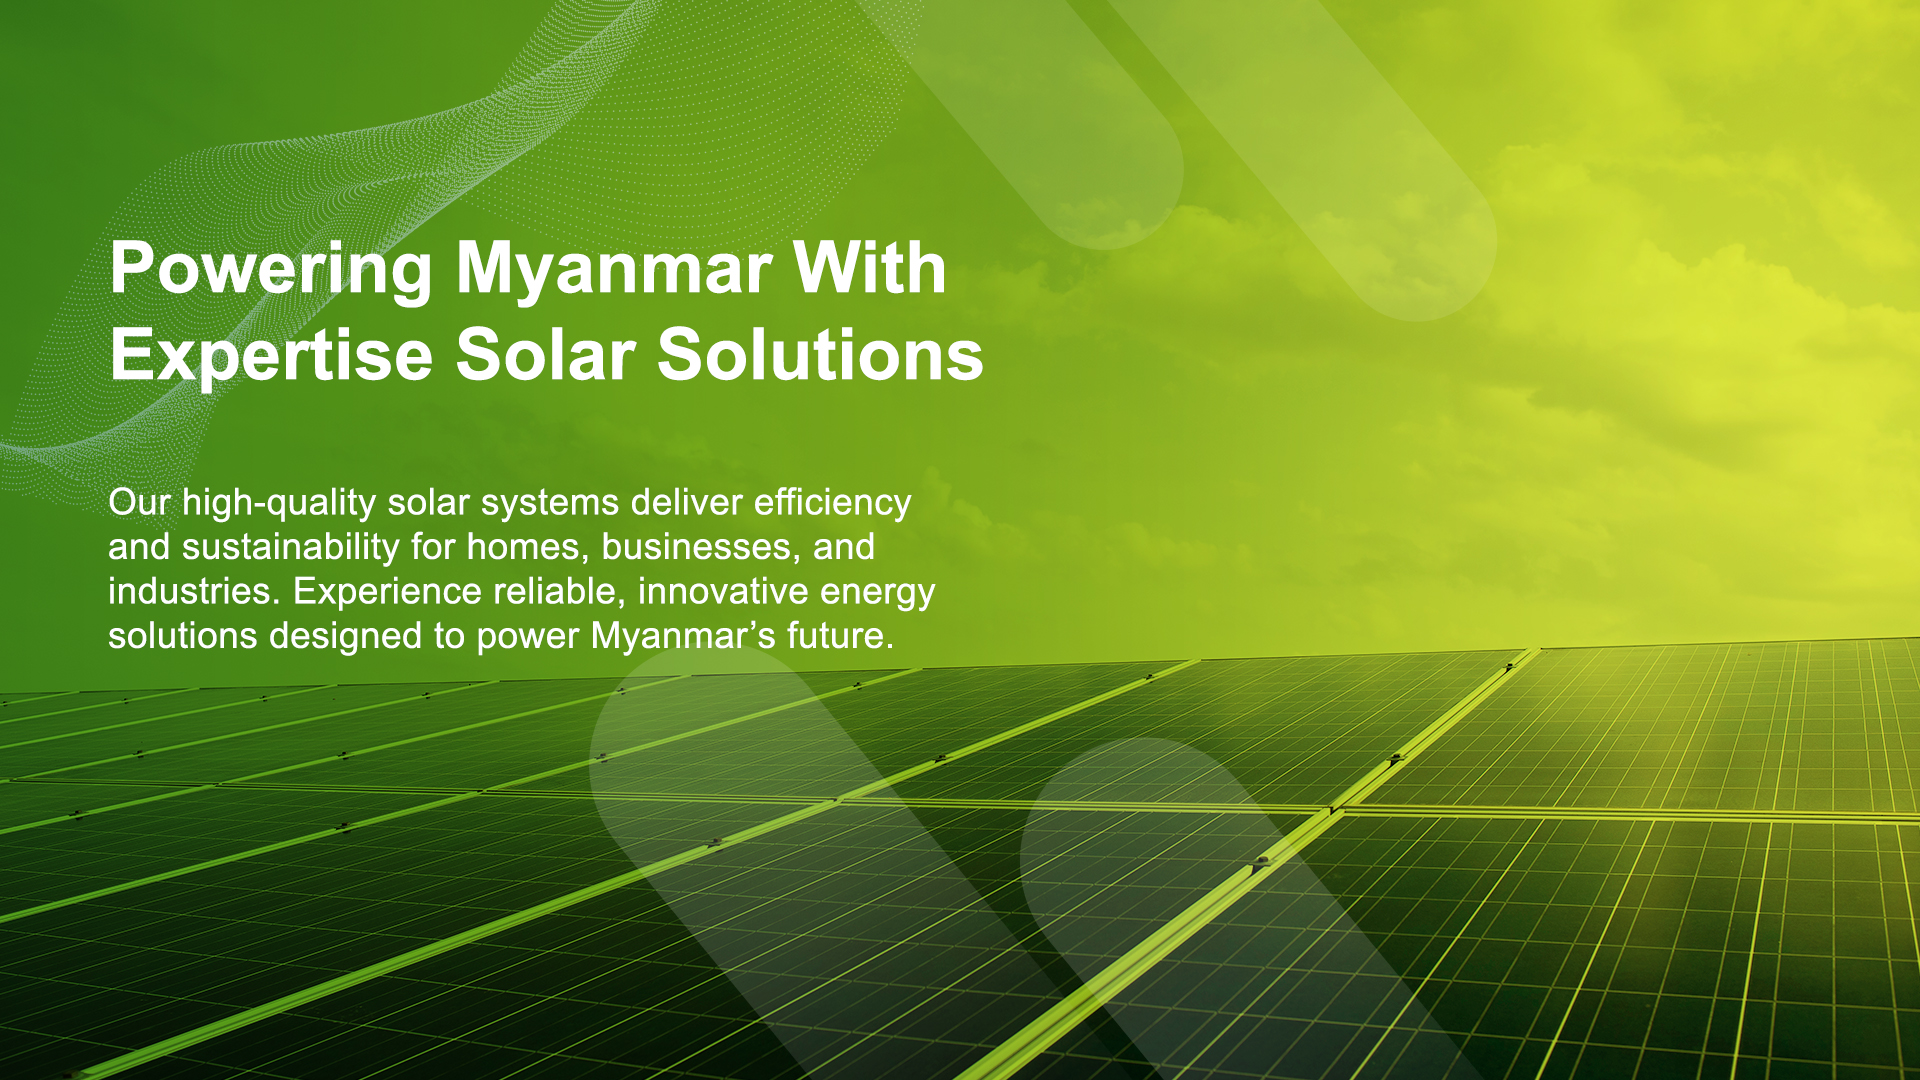 Powering Myanmar With
Expertise Solar Solutions
Our high-quality solar systems deliver efficiency
and sustainability for homes, businesses, and
industries. Experience reliable, innovative energy
solutions designed to power Myanmar’s future.